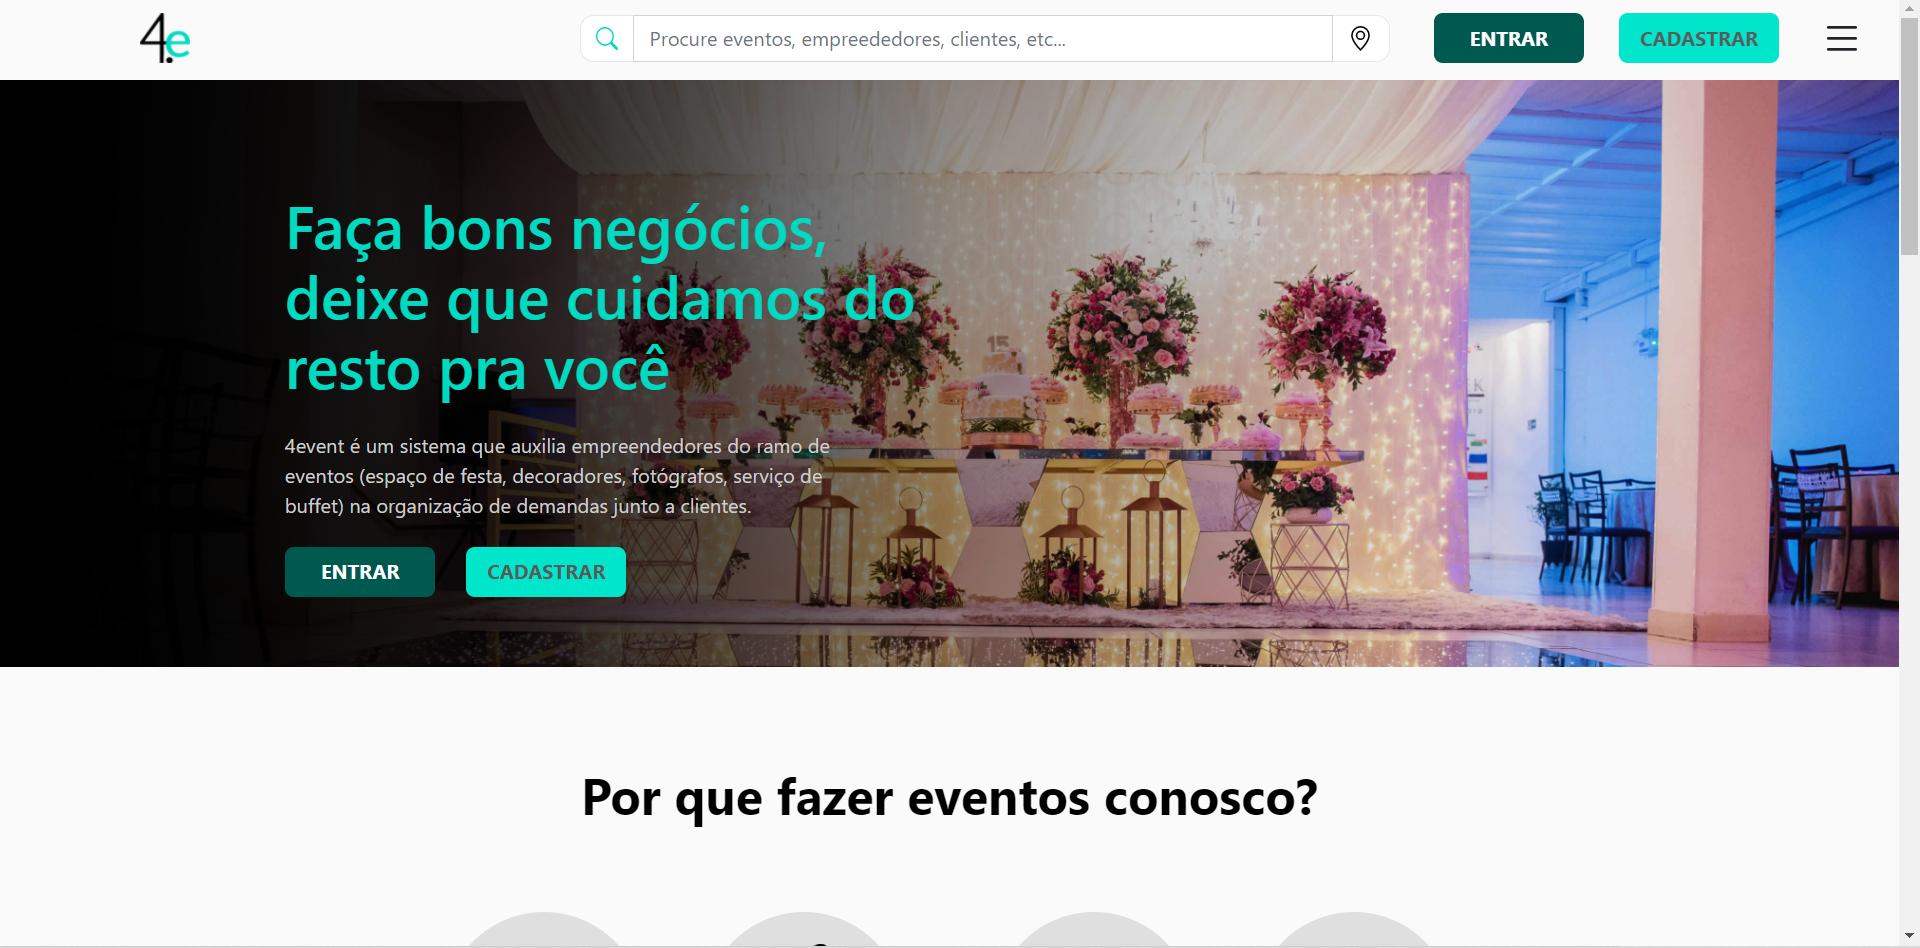 4.e
Procure eventos, empreededores, clientes, etc...
ENTRAR
CADASTRAR
Faça bons negócios,
deixe que cuidamos do
resto pra você
15
4event é um sistema que auxilia empreendedores do ramo de
eventos (espaço de festa, decoradores, fotógrafos, serviço de
buffet) na organização de demandas junto a clientes.
ENTRAR
CADASTRAR
Por que fazer eventos conosco?